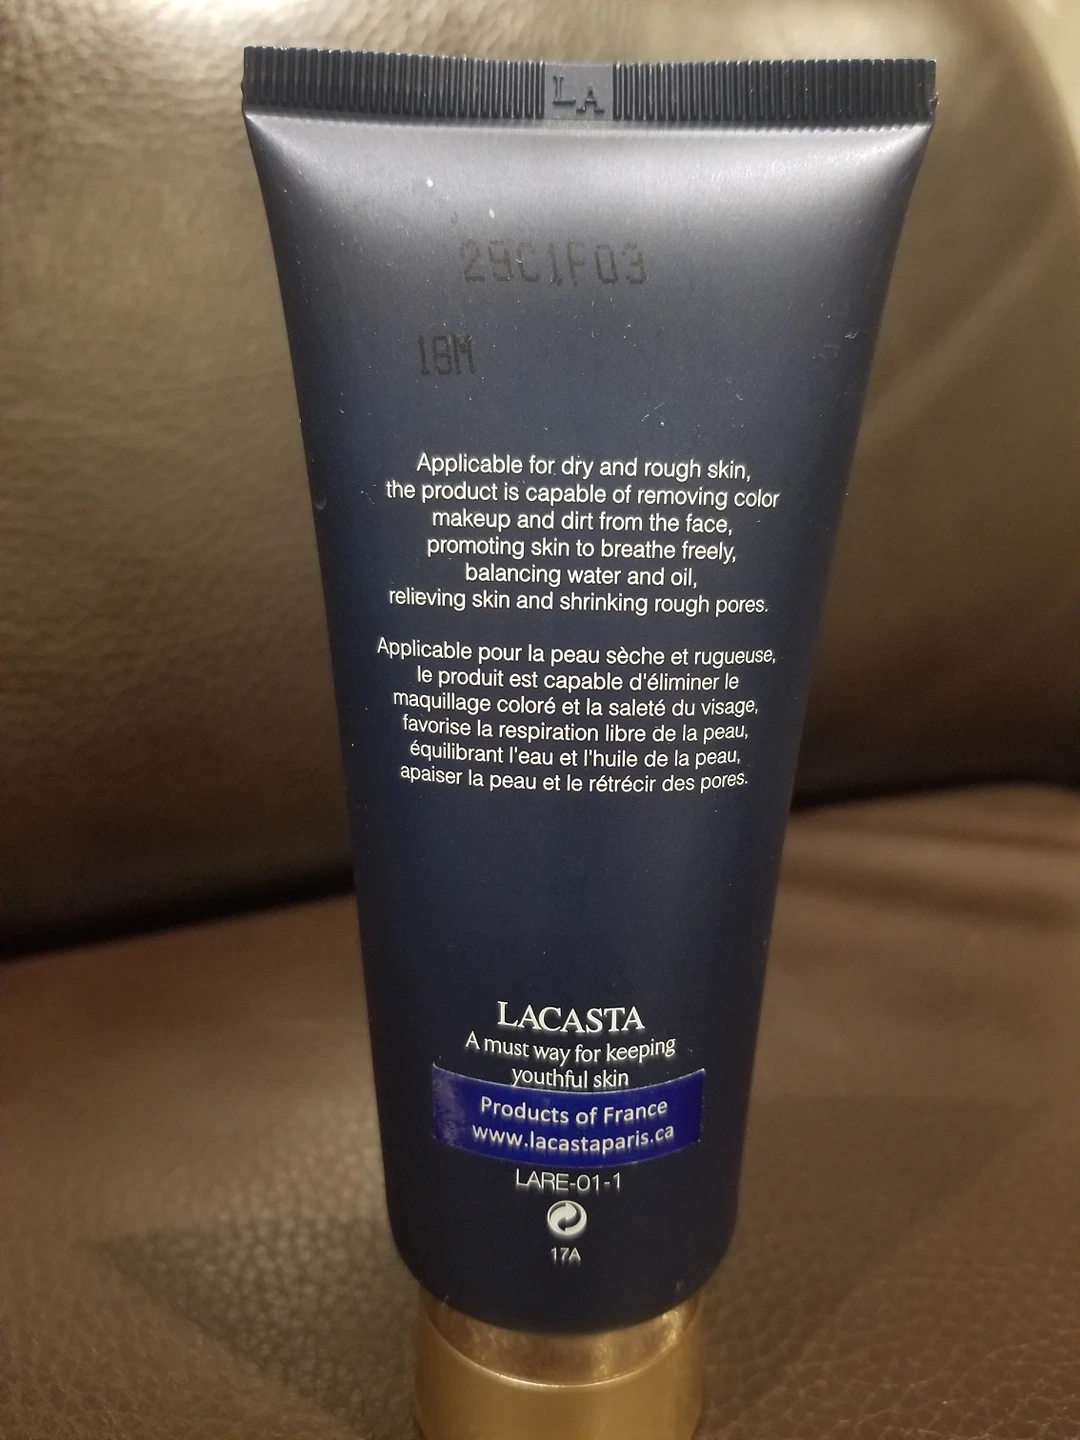 LA
29C1F03
18M
Applicable for dry and rough skin,
the product is capable of removing color
makeup and dirt from the face,
promoting skin to breathe freely,
balancing water and oil,
relieving skin and shrinking rough pores.
Applicable pour la peau sèche et rugueuse,
le produit est capable d'éliminer le
maquillage coloré et la saleté du visage,
favorise la respiration libre de la peau,
équilibrant l'eau et l'huile de la peau,
apaiser la peau et le rétrécir des pores.
LACASTA
A must way for keeping
youthful skin
Products of France
www.lacastaparis.ca
LARE-01-1
17A